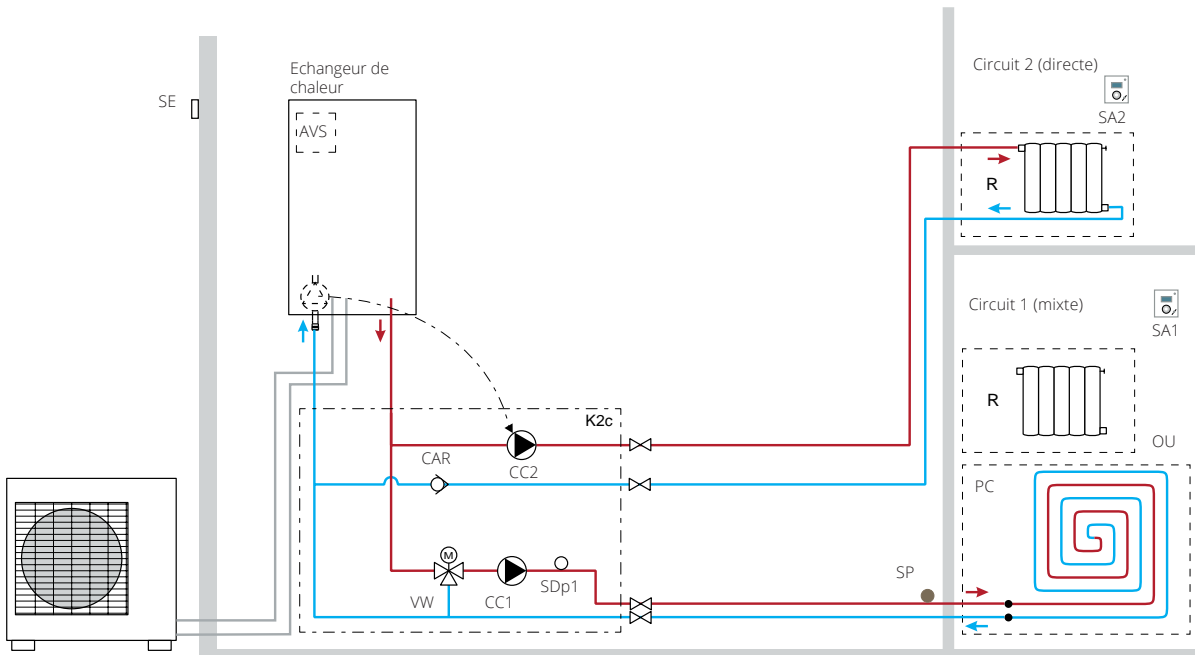 Echangeur de
chaleur
AVS
SE
Circuit 2 (directe)
SA2
R
Circuit 1 (mixte)
SA1
R
OU
PC
K2c
CAR
CC2
M
VW
CC1
SDp1
SP